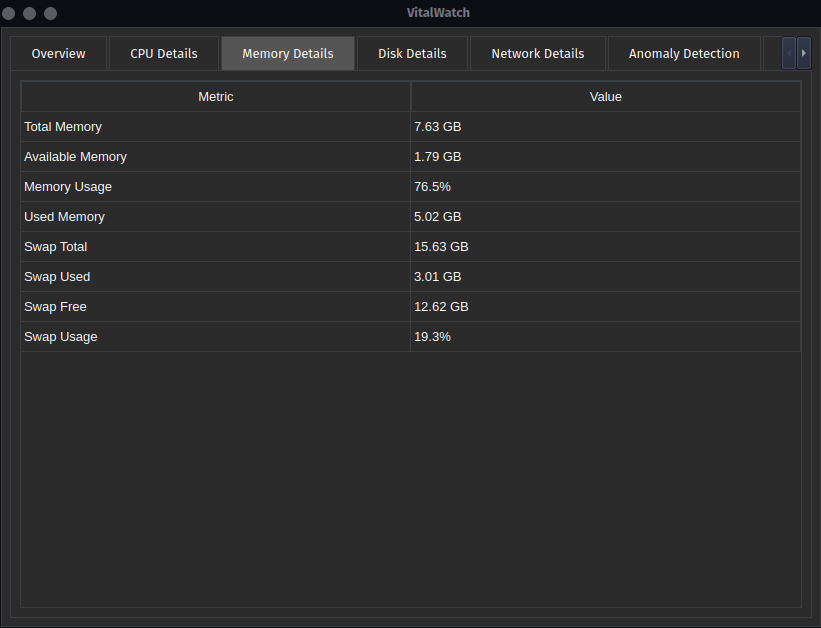 VitalWatch
Overview CPU Details Memory Details Disk Details Network Details Anomaly Detection
Metric Value
Total Memory 7.63 GB
Available Memory 1.79 GB
Memory Usage 76.5%
Used Memory 5.02 GB
Swap Total 15.63 GB
Swap Used 3.01 GB
Swap Free 12.62 GB
Swap Usage 19.3%